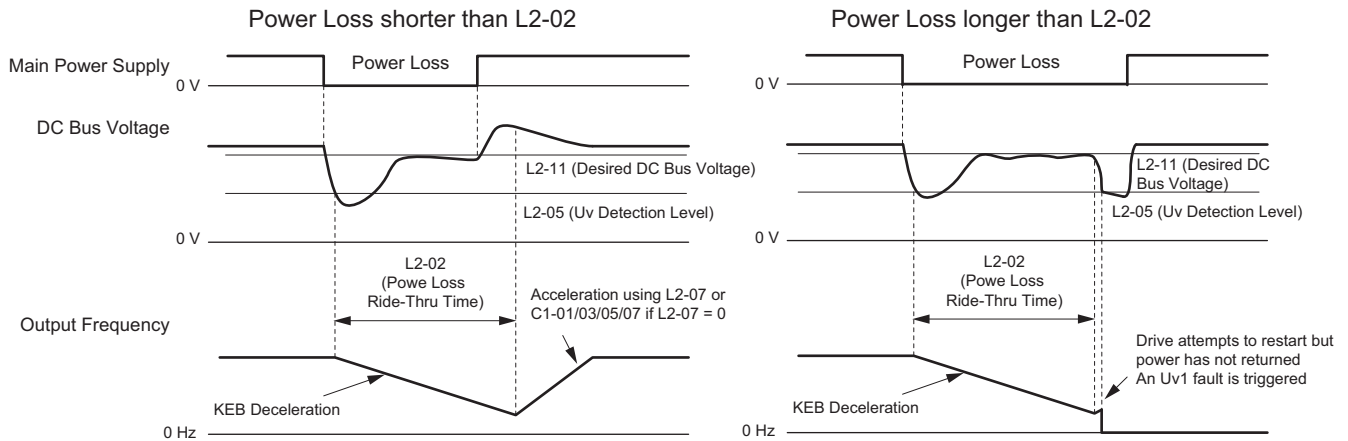 Power Loss shorter than L2-02
Main Power Supply
Power Loss
0 V
DC Bus Voltage
L2-11 (Desired DC Bus Voltage)
L2-05 (Uv Detection Level)
0 V
L2-02
(Powe Loss
Ride-Thru Time)
Acceleration using L2-07 or
C1-01/03/05/07 if L2-07 = 0
Output Frequency
KEB Deceleration
0 Hz
Power Loss longer than L2-02
Power Loss
0 V
L2-11 (Desired DC
Bus Voltage)
L2-05 (Uv Detection Level)
0 V
L2-02
(Powe Loss
Ride-Thru Time)
Drive attempts to restart but
power has not returned
An Uv1 fault is triggered
KEB Deceleration
0 Hz